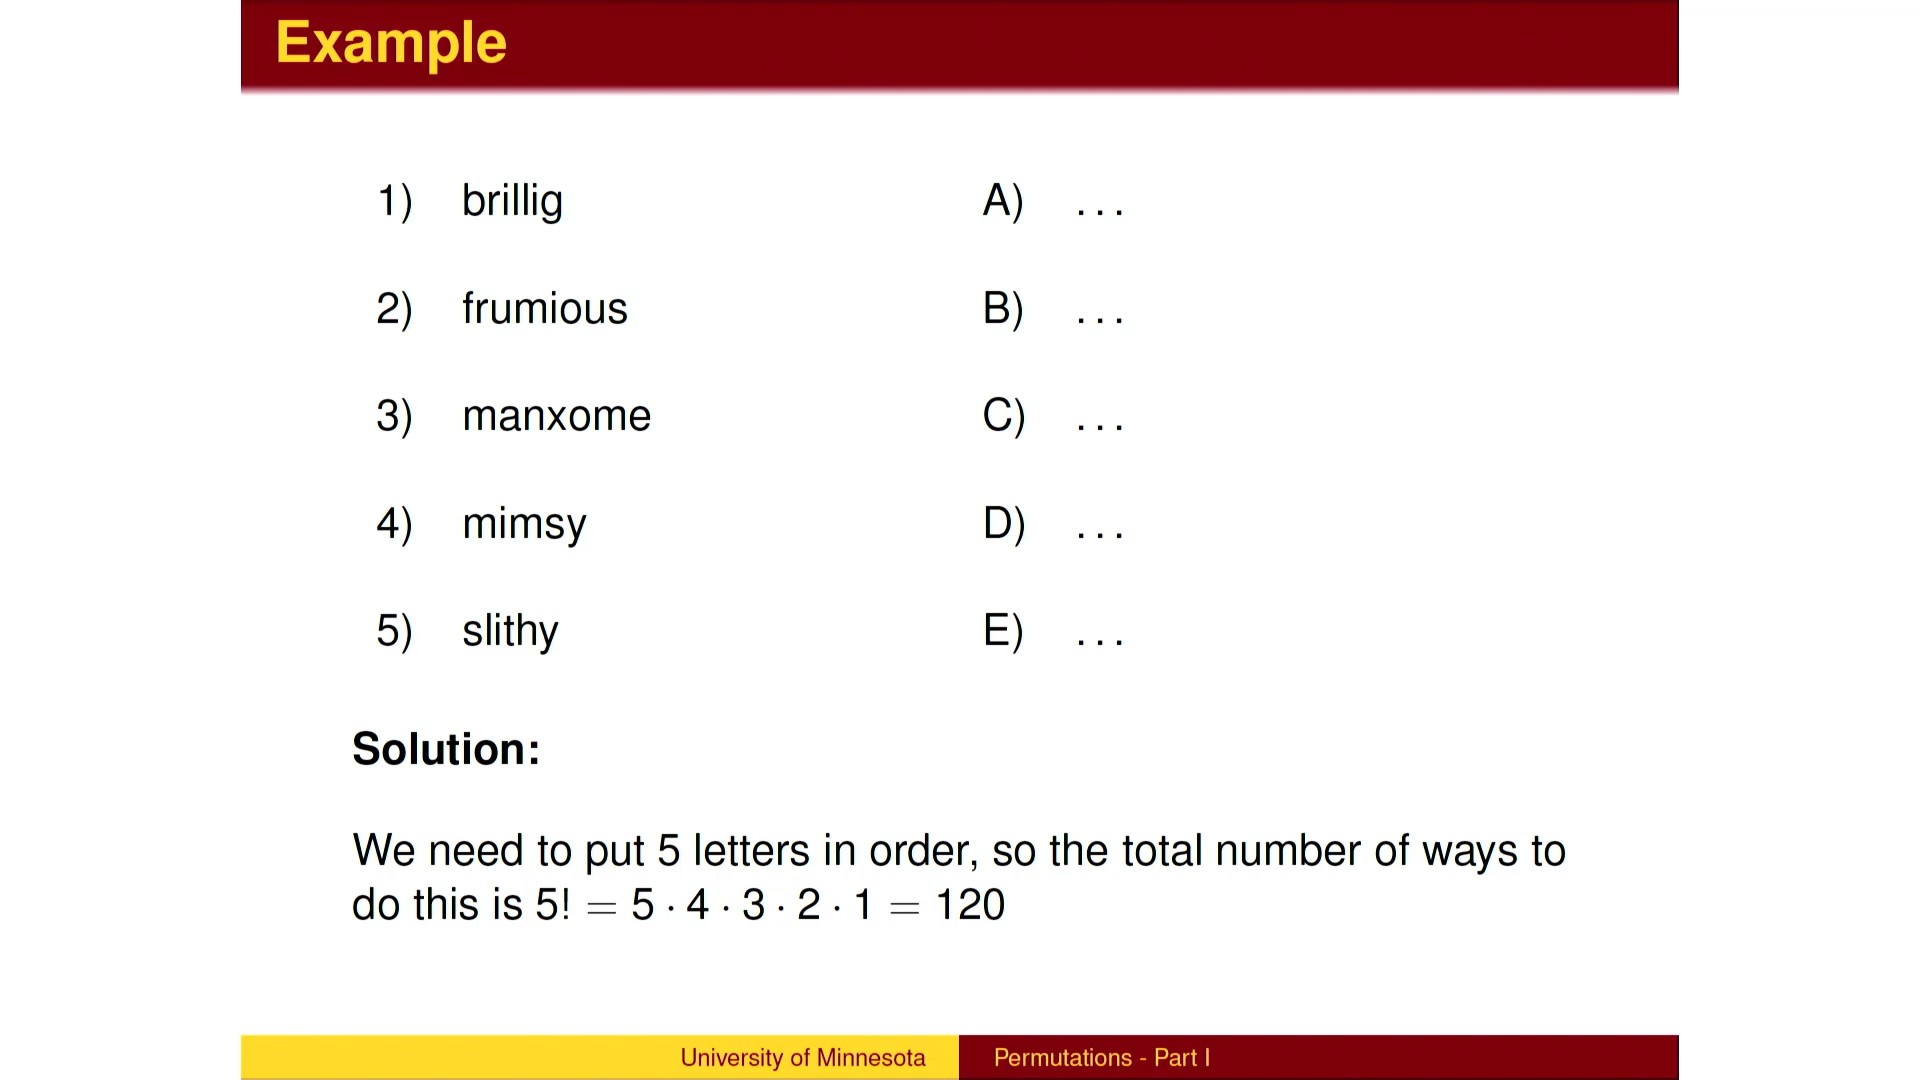 Example
1) brillig A) ...
2) frumious B) ...
3) manxome C) ...
4) mimsy D) ...
5) slithy E) ...
Solution:
We need to put 5 letters in order, so the total number of ways to
do this is 5! = 5 · 4 · 3 · 2 · 1 = 120
University of Minnesota Permutations - Part I